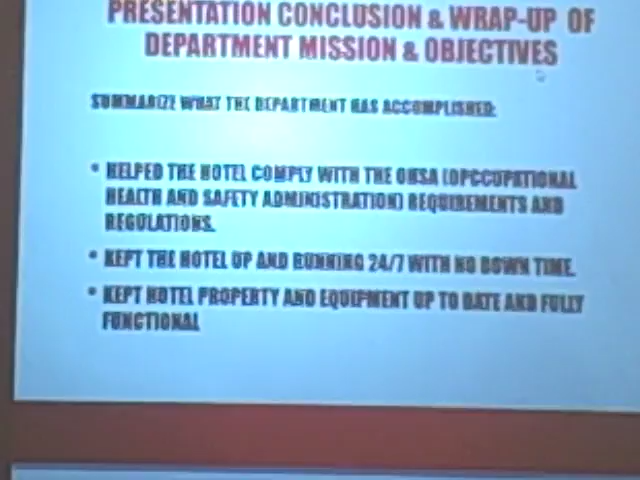 PRESENTATION CONCLUSION & WRAP-UP OF
DEPARTMENT MISSION & OBJECTIVES
SUMMARIZE WHAT THE DEPARTMENT HAS ACCOMPLISHED:
• HELPED THE HOTEL COMPLY WITH THE OHSA (OPCCUPATIONAL
HEALTH AND SAFETY ADMINISTRATION) REQUIREMENTS AND
REGULATIONS.
• KEPT THE HOTEL UP AND RUNNING 24/7 WITH NO DOWN TIME.
• KEPT HOTEL PROPERTY AND EQUIPMENT UP TO DATE AND FULLY
FUNCTIONAL